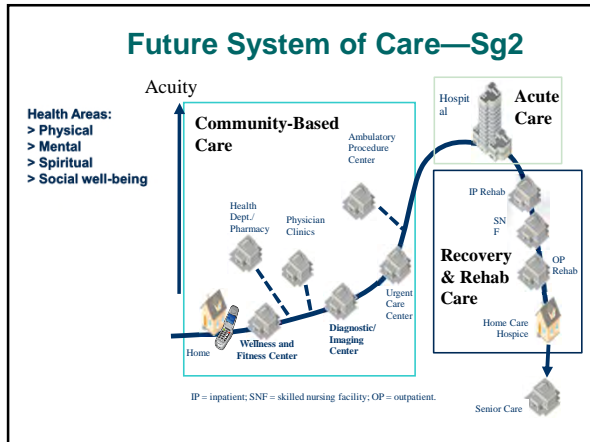 Future System of Care—Sg2
Acuity
Health Areas:
> Physical
> Mental
> Spiritual
> Social well-being
Community-Based
Care
Ambulatory
Procedure
Center
Health
Dept./
Pharmacy
Physician
Clinics
Home
Wellness and
Fitness Center
Diagnostic/
Imaging
Center
Urgent
Care
Center
Hospit
al
Acute
Care
IP Rehab
SN
F
OP
Rehab
Recovery
& Rehab
Care
Home Care
Hospice
Senior Care
IP = inpatient; SNF = skilled nursing facility; OP = outpatient.